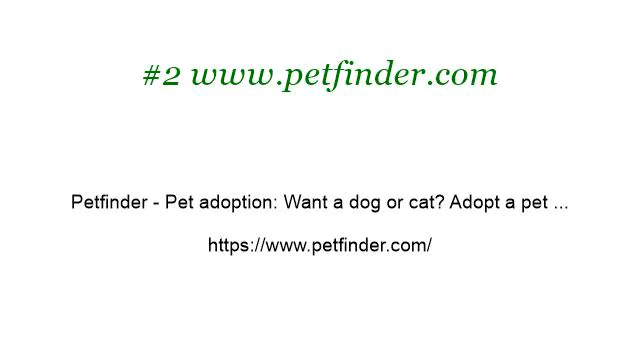 #2 www.petfinder.com
Petfinder - Pet adoption: Want a dog or cat? Adopt a pet ...
https://www.petfinder.com/